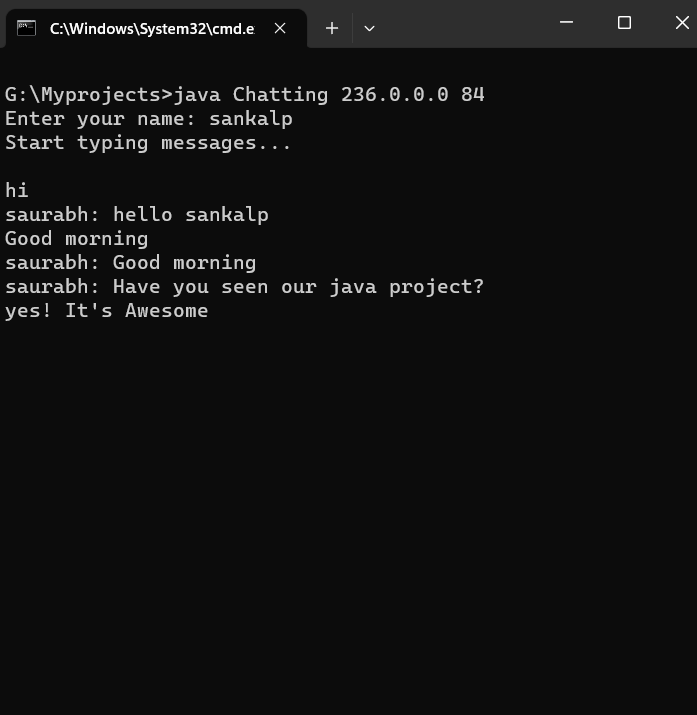 C:\Windows\System32\cmd.e
G:\Myprojects>java Chatting 236.0.0.0 84
Enter your name: sankalp
Start typing messages...
hi
saurabh: hello sankalp
Good morning
saurabh: Good morning
saurabh: Have you seen our java project?
yes! It's Awesome